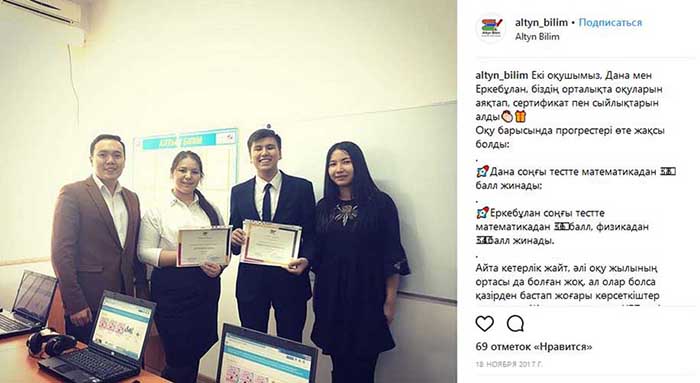 altyn_bilim • Подписаться
Altyn Bilim
altyn_bilim Екі оқушымыз, Дана мен
Еркебұлан, біздің орталықта оқуларын
аяқтап, сертификат пен сыйлықтарын
алды👏🎁
Оқу барысында прогрестері өте жақсы
болды:
.
🚀Дана соңғы тестте математикадан
балл жинады;
.
🚀Еркебұлан соңғы тестте
математикадан балл, физикадан
балл жинады.
.
Айта кетерлік жайт, әлі оқу жылының
ортасы да болған жоқ, ал олар болса
қазірден бастап жоғары көрсеткіштер
69 отметок «Нравится»
18 НОЯБРЯ 2017 Г.
АЛТЫН БІЛІМ